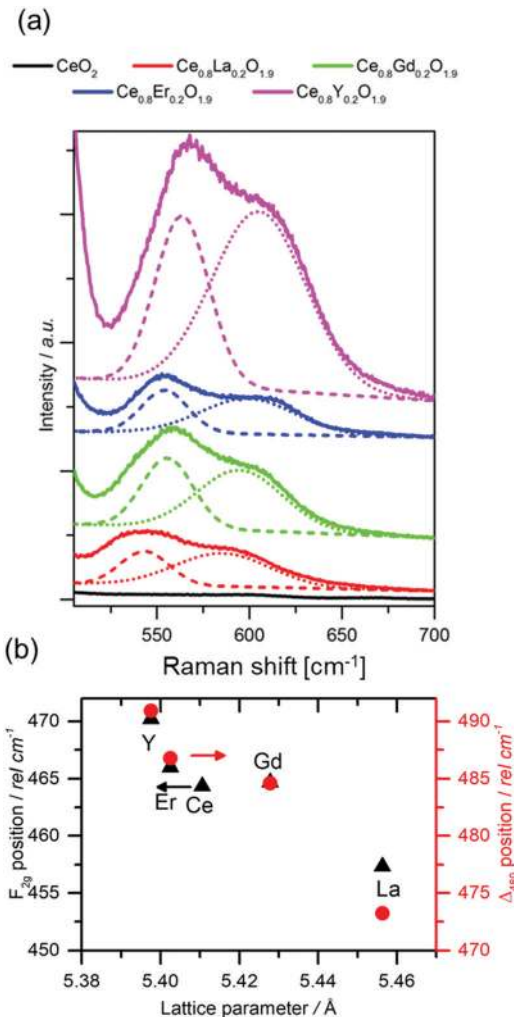 (a)
CeO₂ Ce₀.₈La₀.₂O₁.₉ Ce₀.₈Gd₀.₂O₁.₉
Ce₀.₈Er₀.₂O₁.₉ Ce₀.₈Y₀.₂O₁.₉
Intensity / a.u.
550 600 650 700
Raman shift [cm⁻¹]
(b)
F₂g position / rel cm⁻¹
470
465
460
455
450
Y
Er
Ce
Gd
La
490
485
480
475
470
Δ₄₈₀ position / rel cm⁻¹
5.38 5.40 5.42 5.44 5.46
Lattice parameter / Å